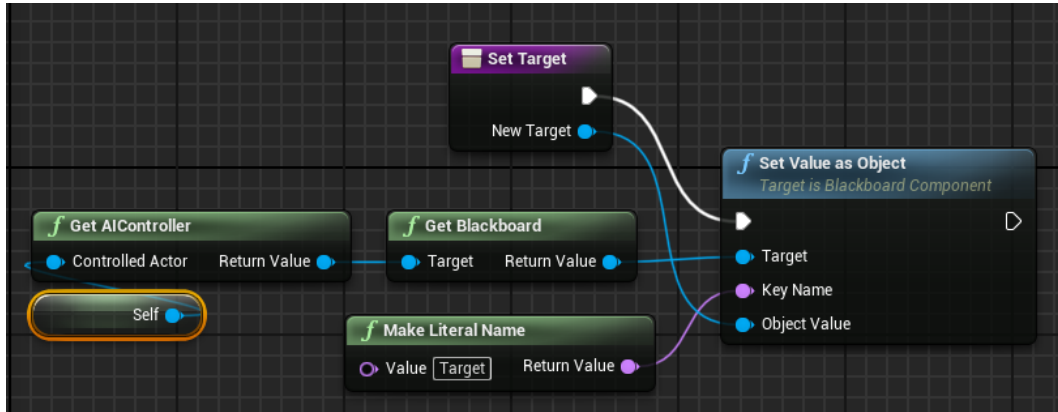 Set Target
New Target
f Set Value as Object
Target is Blackboard Component
f Get AIController
f Get Blackboard
Controlled Actor Return Value
Target Return Value
Target
Key Name
Self
Object Value
f Make Literal Name
Value Target Return Value